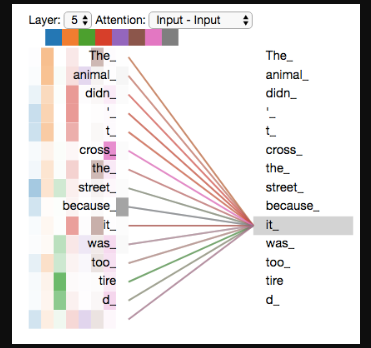 Layer: 5 Attention: Input - Input
The_ The_
animal_ animal_
didn_ didn_
'_ '_
t_ t_
cross_ cross_
the_ the_
street_ street_
because_ because_
it_ it_
was_ was_
too_ too_
tire tire
d_ d_